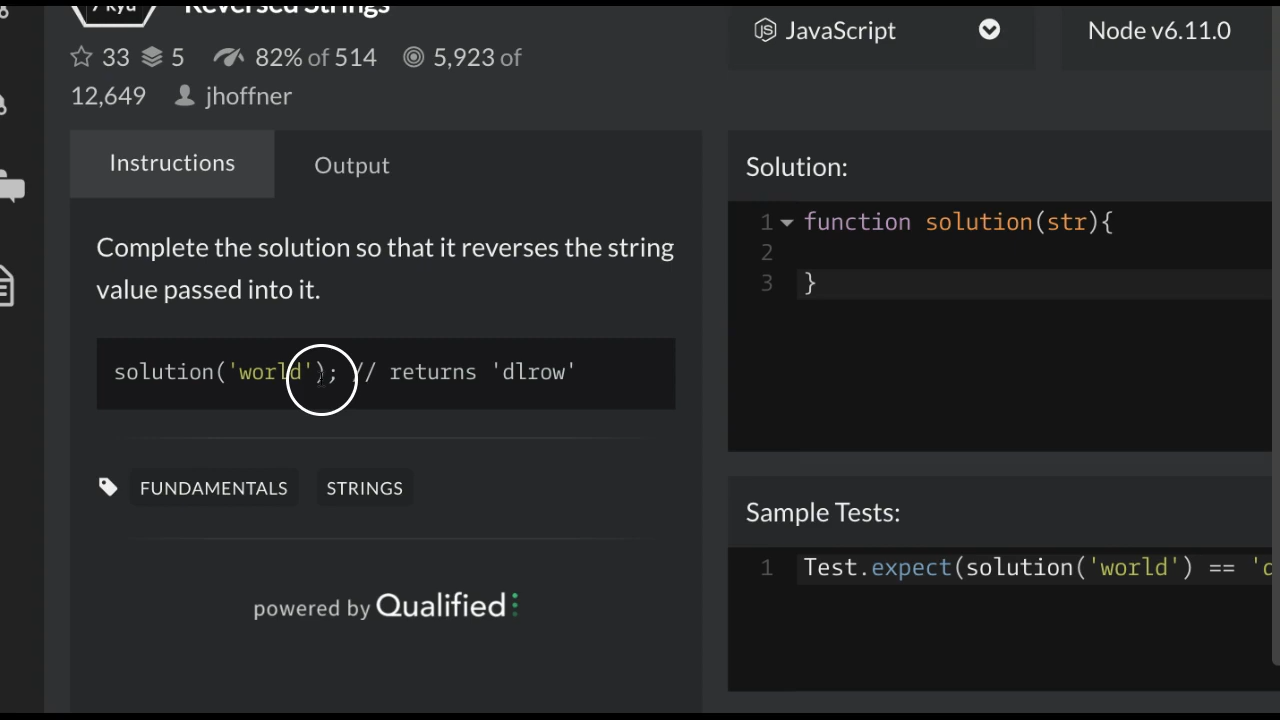 7 kyu Reversed Strings
33 5 82% of 514 5,923 of
12,649 jhoffner
JavaScript
Node v6.11.0
Instructions Output
Complete the solution so that it reverses the string
value passed into it.
solution('world'); // returns 'dlrow'
FUNDAMENTALS STRINGS
powered by Qualified
Solution:
1 function solution(str){
2
3 }
Sample Tests:
1 Test.expect(solution('world') == 'd